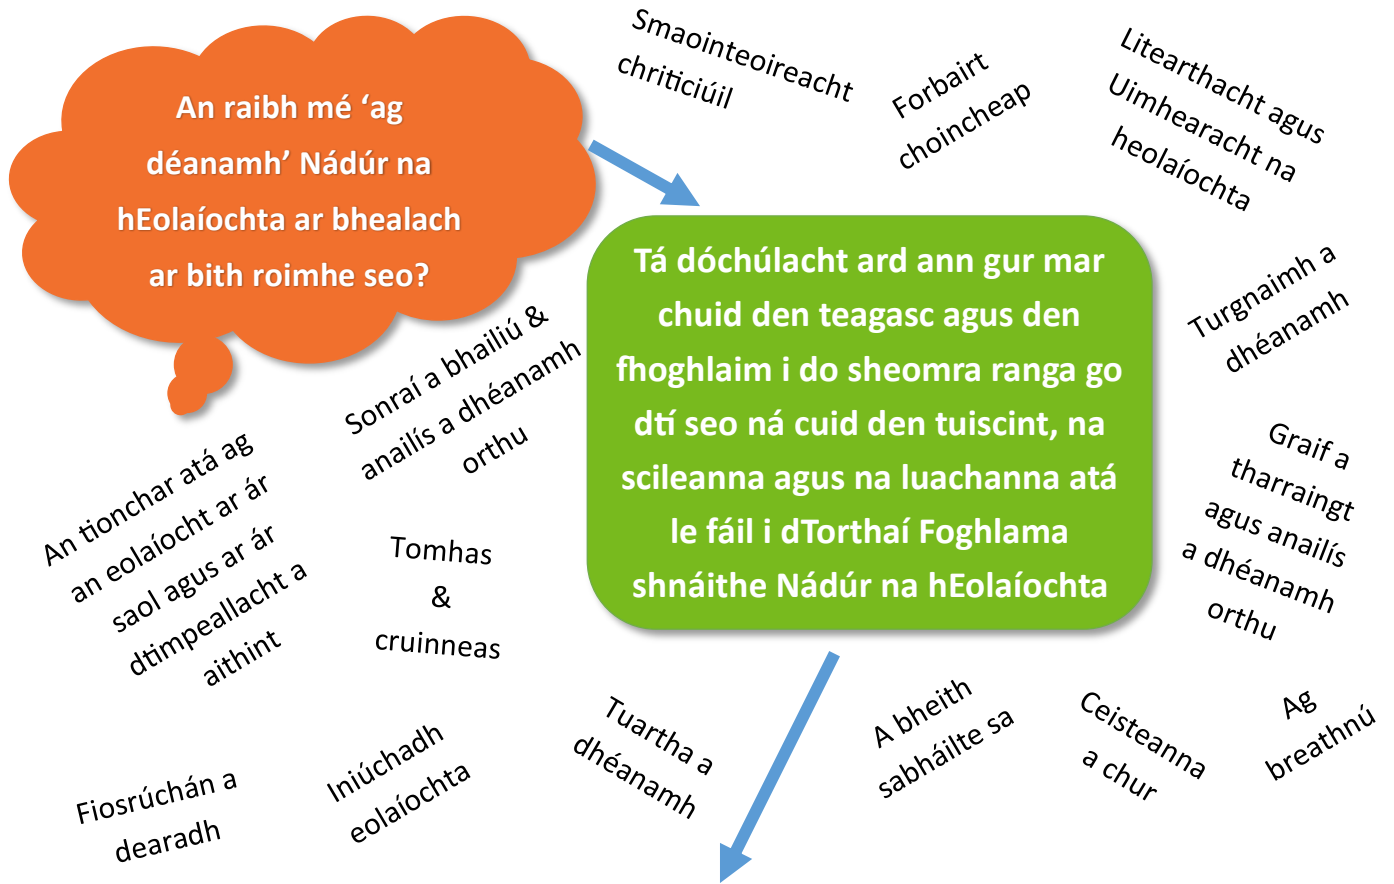 An raibh mé ‘ag
déanamh’ Nádúr na
hEolaíochta ar bhealach
ar bith roimhe seo?
Smaointeoireacht
chriticiúil
Forbairt
choincheap
Litearthacht agus
Uimhearacht na
heolaíochta
Tá dóchúlacht ard ann gur mar
chuid den teagasc agus den
fhoghlaim i do sheomra ranga go
dtí seo ná cuid den tuiscint, na
scileanna agus na luachanna atá
le fáil i dTorthaí Foghlama
shnáithe Nádúr na hEolaíochta
Turgnaimh a
dhéanamh
Sonraí a bhailiú &
anailís a dhéanamh
orthu
Graif a
tharraingt
agus anailís
a dhéanamh
orthu
An tionchar atá ag
an eolaíocht ar ár
saol agus ar ár
dtimpeallacht a
aithint
Tomhas
&
cruinneas
Fiosrúchán a
dearadh
Iniúchadh
eolaíochta
Tuartha a
dhéanamh
A bheith
sabháilte sa
Ceisteanna
a chur
Ag
breathnú